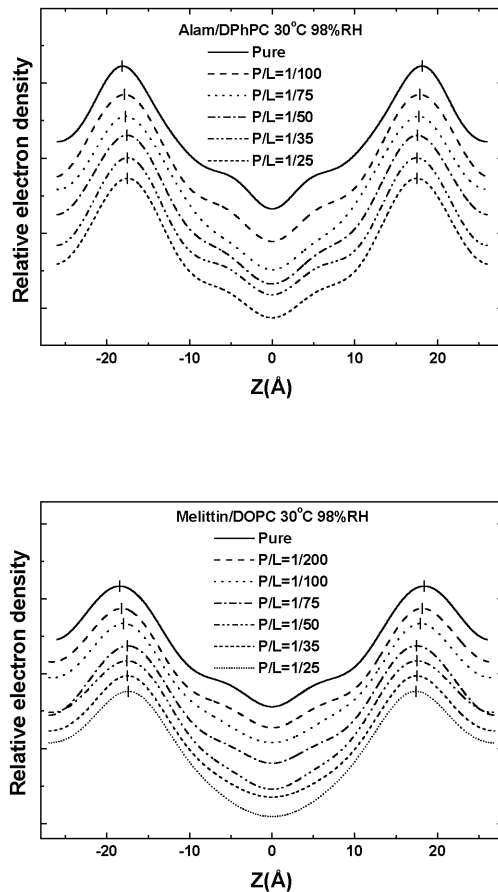 Alam/DPhPC 30°C 98%RH
Pure
P/L=1/100
P/L=1/75
P/L=1/50
P/L=1/35
P/L=1/25
Relative electron density
-20 -10 0 10 20
Z(Å)
Melittin/DOPC 30°C 98%RH
Pure
P/L=1/200
P/L=1/100
P/L=1/75
P/L=1/50
P/L=1/35
P/L=1/25
Relative electron density
-20 -10 0 10 20
Z(Å)